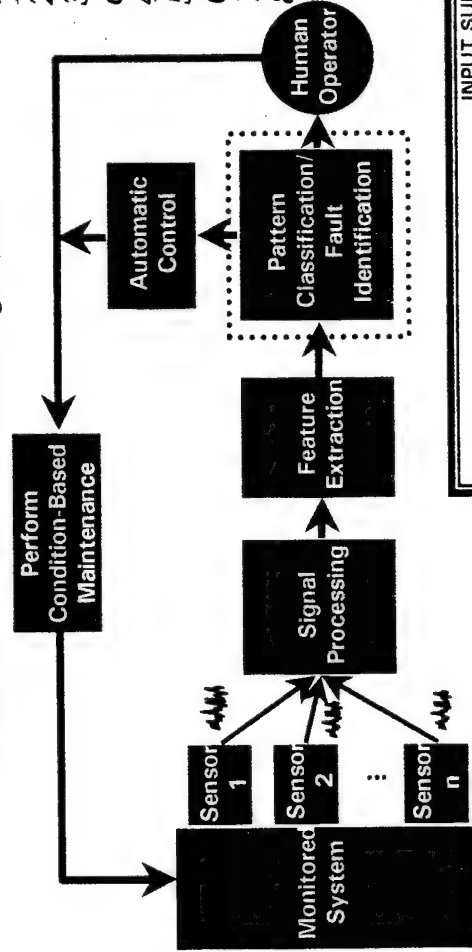 Perform
Condition-Based
Maintenance
Automatic
Control
Human
Operator
Pattern
Classification/
Fault
Identification
Feature
Extraction
Signal
Processing
Sensor
1
Sensor
2
...
Sensor
n
Monitored
System
INPUT